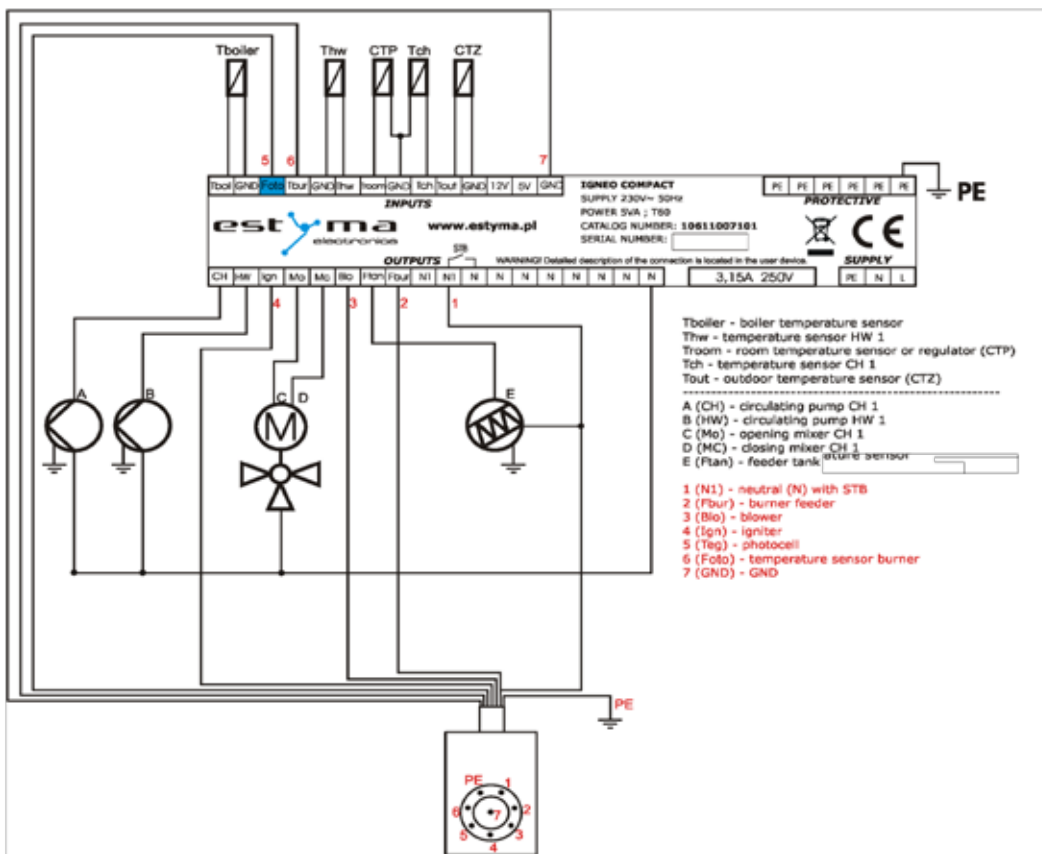 Tboiler Thw CTP Tch CTZ
5 6 7
Tboil GND Foto Tbur GND Thw Troom GND Tch Tout GND 12V 5V GND
INPUTS
estyma
electronics
www.estyma.pl
IGNEO COMPACT
SUPPLY 230V~ 50Hz
POWER 5VA ; T60
CATALOG NUMBER: 10611007101
SERIAL NUMBER:
PE PE PE PE PE PE
PROTECTIVE
PE
CE
OUTPUTS
STB
WARNING! Detailed description of the connection is located in the user device.
SUPPLY
CH HW Ign Mo Mo Blo Ftan Fbur N1 N1 N N N N N N N N
3,15A 250V
PE N L
4 3 2 1
A B C D E
M
Tboiler - boiler temperature sensor
Thw - temperature sensor HW 1
Troom - room temperature sensor or regulator (CTP)
Tch - temperature sensor CH 1
Tout - outdoor temperature sensor (CTZ)
A (CH) - circulating pump CH 1
B (HW) - circulating pump HW 1
C (Mo) - opening mixer CH 1
D (MC) - closing mixer CH 1
E (Ftan) - feeder tank
1 (N1) - neutral (N) with STB
2 (Fbur) - burner feeder
3 (Blo) - blower
4 (Ign) - igniter
5 (Teg) - photocell
6 (Foto) - temperature sensor burner
7 (GND) - GND
PE
PE 1
6 7 2
5 3
4